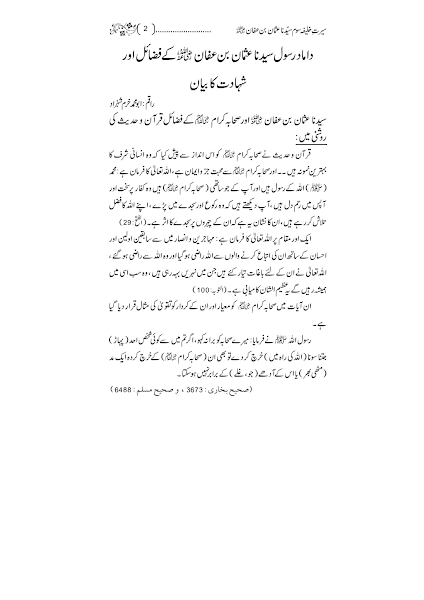 سیرت خلیفہ سوم سیّدنا عثمان بن عفان رضی اللہ عنہ ............................( 2 )
داماد رسول سیدنا عثمان بن عفان رضی اللہ عنہ کے فضائل اور
شہادت کا بیان
راقم : ابو محمد خرم شہزاد
سیدنا عثمان بن عفان رضی اللہ عنہ اور صحابہ کرام رضی اللہ عنہم کے فضائل قرآن و حدیث کی
روشنی میں :
قرآن و حدیث نے صحابہ کرام رضی اللہ عنہم کو اس انداز سے پیش کیا کہ وہ انسانی شرف کا
بہترین نمونہ ہیں ۔۔ اور صحابہ کرام رضی اللہ عنہم سے محبت جزو ایمان ہے ، اللہ تعالیٰ کا فرمان ہے : محمد
( ﷺ ) اللہ کے رسول ہیں اور آپ کے جو ساتھی ( صحابہ کرام رضی اللہ عنہم ) ہیں وہ کفار پر سخت اور
آپس میں رحم دل ہیں ، آپ دیکھتے ہیں کہ وہ رکوع اور سجدے میں پڑے ، اپنے اللہ کا فضل
تلاش کر رہے ہیں ، ان کا نشان یہ ہے کہ ان کے چہروں پر سجدے کا اثر ہے ۔ ( الفتح : 29 )
ایک اور مقام پر اللہ تعالیٰ کا فرمان ہے : مہاجرین و انصار میں سے سابقین اولین اور
احسان کے ساتھ ان کی اتباع کرنے والوں سے اللہ راضی ہو گیا اور وہ اللہ سے راضی ہو گئے ،
اللہ تعالیٰ نے ان کے لئے باغات تیار کئے ہیں جن میں نہریں بہہ رہی ہیں ، وہ سب اسی میں
ہمیشہ رہیں گے یہ عظیم الشان کامیابی ہے ۔ ( التوبہ : 100 )
ان آیات میں صحابہ کرام رضی اللہ عنہم کو معیار اور ان کے کردار کو تقویٰ کی مثال قرار دیا گیا
ہے ۔
رسول اللہ ﷺ نے فرمایا : میرے صحابہ کو برا نہ کہو ، اگر تم میں سے کوئی شخص احد ( پہاڑ )
جتنا سونا ( اللہ کی راہ میں ) خرچ کر دے تو بھی ان ( صحابہ کرام رضی اللہ عنہم ) کے خرچ کردہ ایک مد
( مٹھی بھر ) یا اس کے آدھے ( جو ، غلے ) کے برابر نہیں ہو سکتا ۔
( صحیح بخاری : 3673 ، و صحیح مسلم : 6488 )